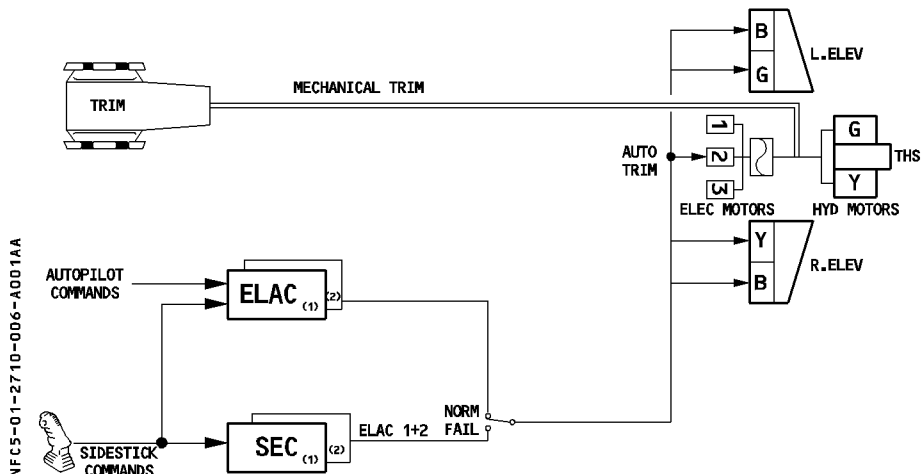 B
L.ELEV
G
MECHANICAL TRIM
TRIM
1
G
AUTO
TRIM
2
THS
3
Y
ELEC MOTORS
HYD MOTORS
Y
R.ELEV
B
AUTOPILOT
COMMANDS
ELAC (1) (2)
NORM
FAIL
ELAC 1+2
SEC (1) (2)
SIDESTICK
COMMANDS
NFC5-01-2710-006-A001AA